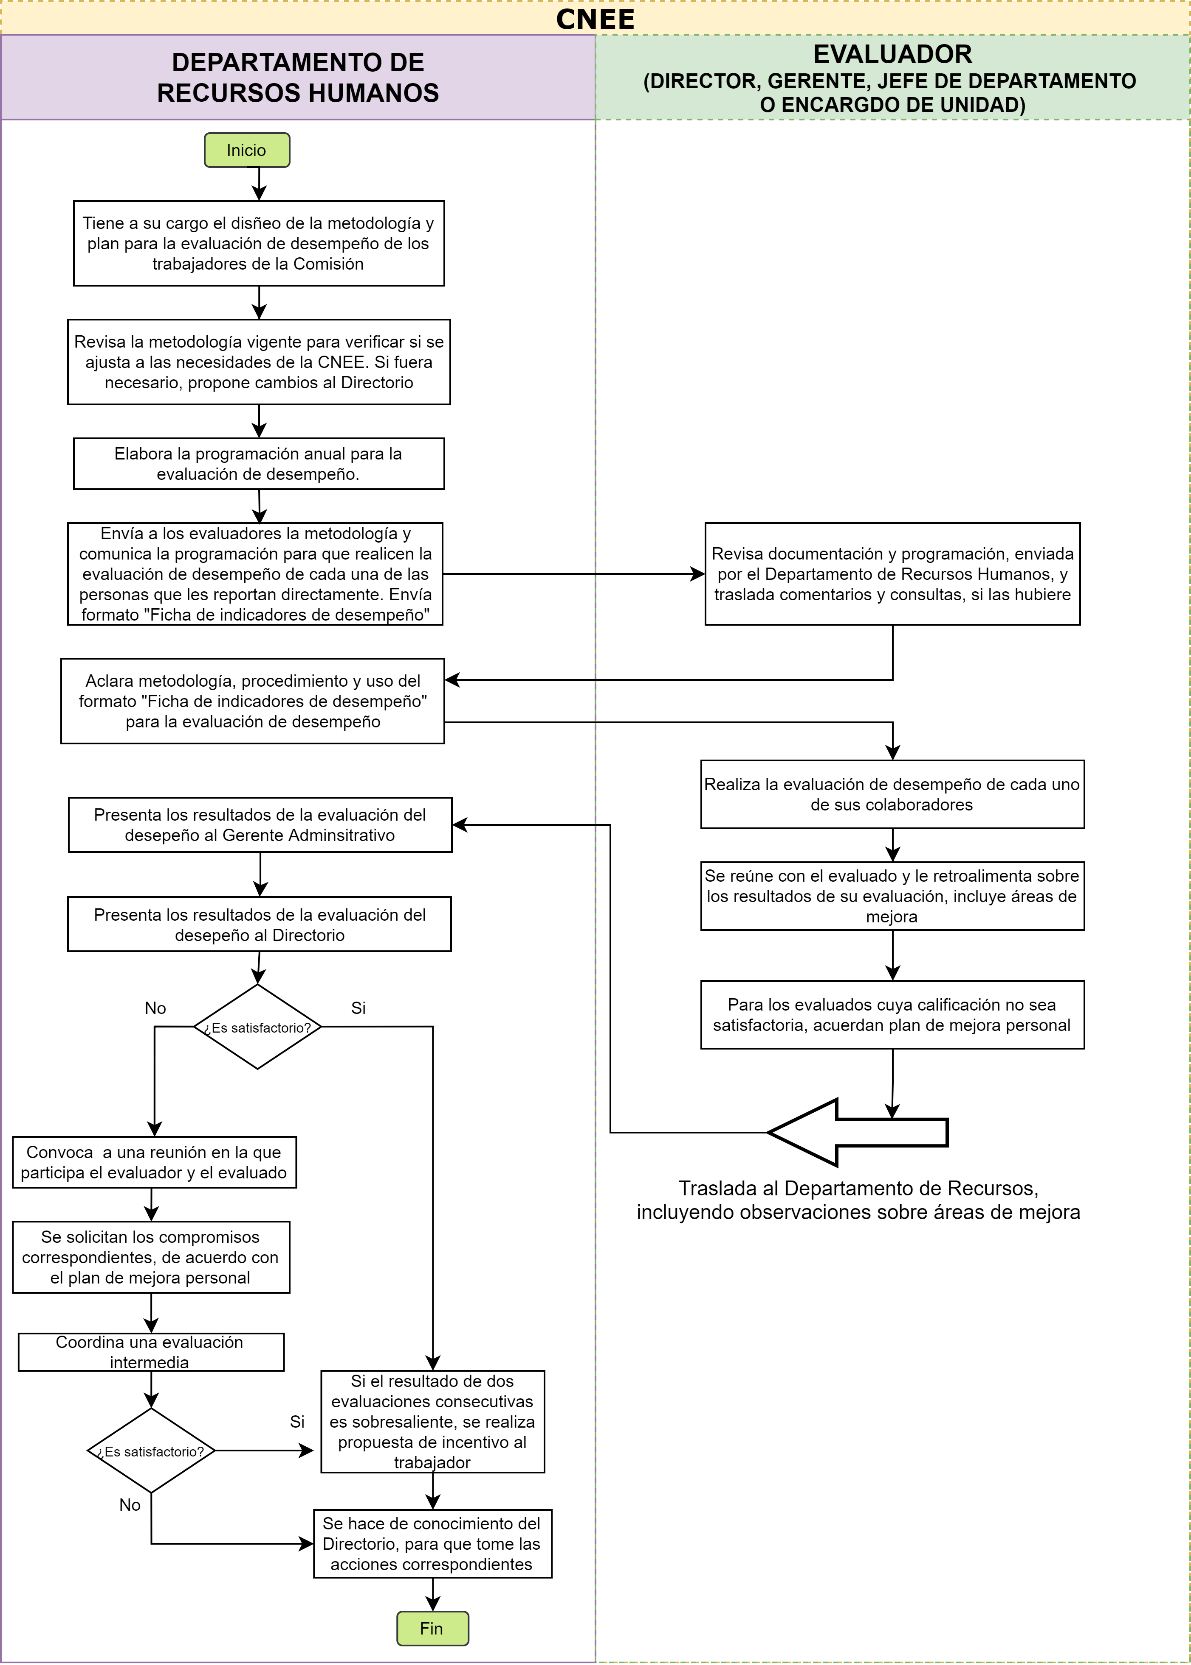 CNEE
DEPARTAMENTO DE
RECURSOS HUMANOS
EVALUADOR
(DIRECTOR, GERENTE, JEFE DE DEPARTAMENTO
O ENCARGDO DE UNIDAD)
Inicio
Tiene a su cargo el disñeo de la metodología y
plan para la evaluación de desempeño de los
trabajadores de la Comisión
Revisa la metodología vigente para verificar si se
ajusta a las necesidades de la CNEE. Si fuera
necesario, propone cambios al Directorio
Elabora la programación anual para la
evaluación de desempeño.
Envía a los evaluadores la metodología y
comunica la programación para que realicen la
evaluación de desempeño de cada una de las
personas que les reportan directamente. Envía
formato "Ficha de indicadores de desempeño"
Revisa documentación y programación, enviada
por el Departamento de Recursos Humanos, y
traslada comentarios y consultas, si las hubiere
Aclara metodología, procedimiento y uso del
formato "Ficha de indicadores de desempeño"
para la evaluación de desempeño
Realiza la evaluación de desempeño de cada uno
de sus colaboradores
Se reúne con el evaluado y le retroalimenta sobre
los resultados de su evaluación, incluye áreas de
mejora
Para los evaluados cuya calificación no sea
satisfactoria, acuerdan plan de mejora personal
Traslada al Departamento de Recursos,
incluyendo observaciones sobre áreas de mejora
Presenta los resultados de la evaluación del
desepeño al Gerente Adminsitrativo
Presenta los resultados de la evaluación del
desepeño al Directorio
No
Si
¿Es satisfactorio?
Convoca  a una reunión en la que
participa el evaluador y el evaluado
Se solicitan los compromisos
correspondientes, de acuerdo con
el plan de mejora personal
Coordina una evaluación
intermedia
¿Es satisfactorio?
Si
No
Si el resultado de dos
evaluaciones consecutivas
es sobresaliente, se realiza
propuesta de incentivo al
trabajador
Se hace de conocimiento del
Directorio, para que tome las
acciones correspondientes
Fin